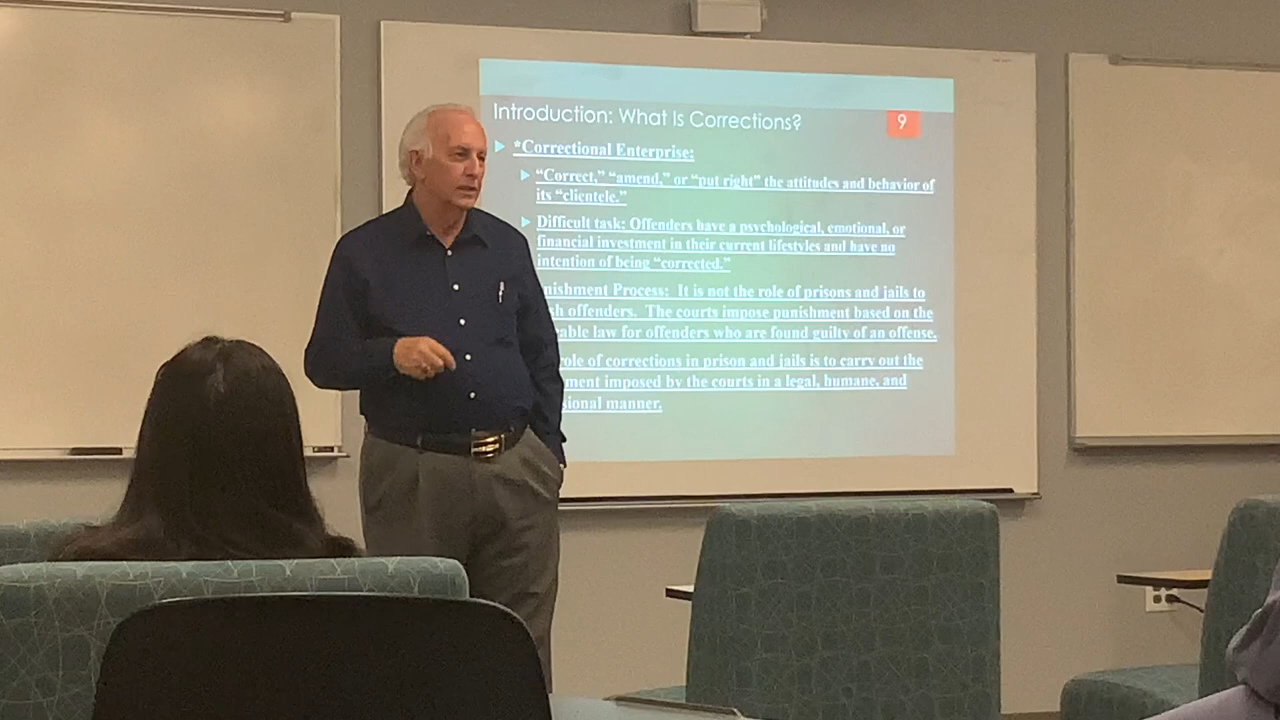 Introduction: What Is Corrections?
9
*Correctional Enterprise:
"Correct," "amend," or "put right" the attitudes and behavior of
its "clientele."
Difficult task: Offenders have a psychological, emotional, or
financial investment in their current lifestyles and have no
intention of being "corrected."
nishment Process: It is not the role of prisons and jails to
sh offenders. The courts impose punishment based on the
able law for offenders who are found guilty of an offense.
role of corrections in prison and jails is to carry out the
ment imposed by the courts in a legal, humane, and
sional manner.